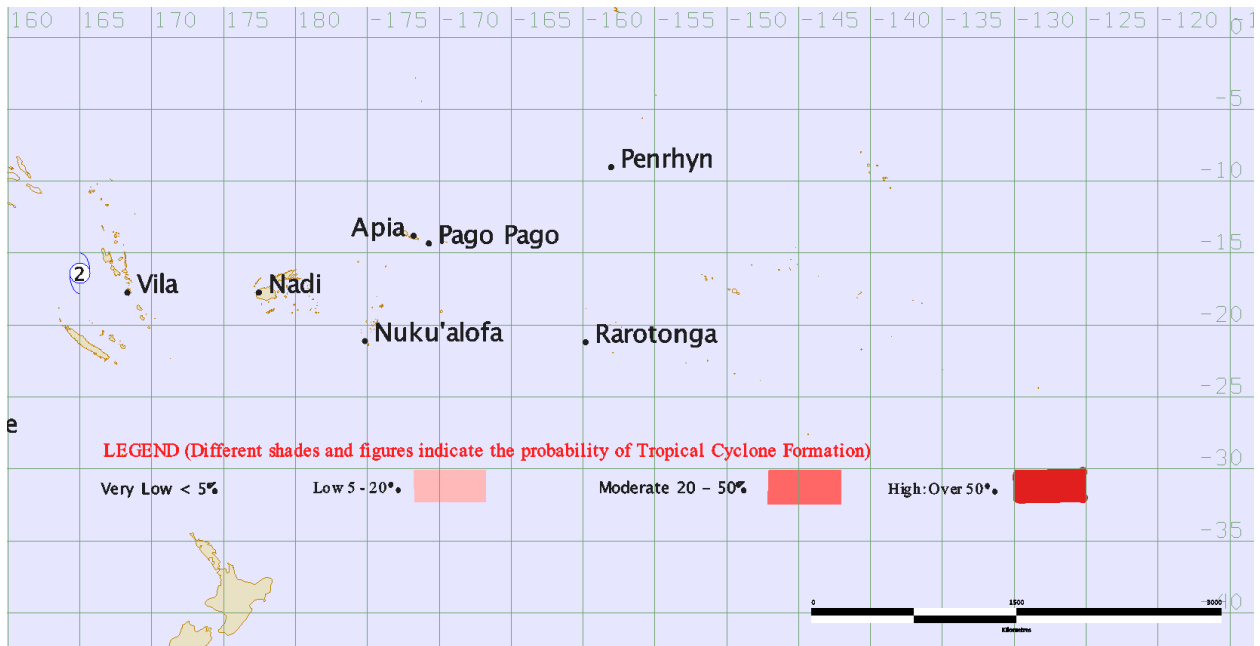 160 165 170 175 180 -175 -170 -165 -160 -155 -150 -145 -140 -135 -130 -125 -120
0
-5
Penrhyn
-10
Apia
Pago Pago
-15
2
Vila
Nadi
-20
Nuku'alofa
Rarotonga
-25
e
LEGEND (Different shades and figures indicate the probability of Tropical Cyclone Formation)
-30
Very Low < 5%
Low 5 - 20%
Moderate 20 – 50%
High: Over 50%
-35
0 1500 3000
-40
Kilometres